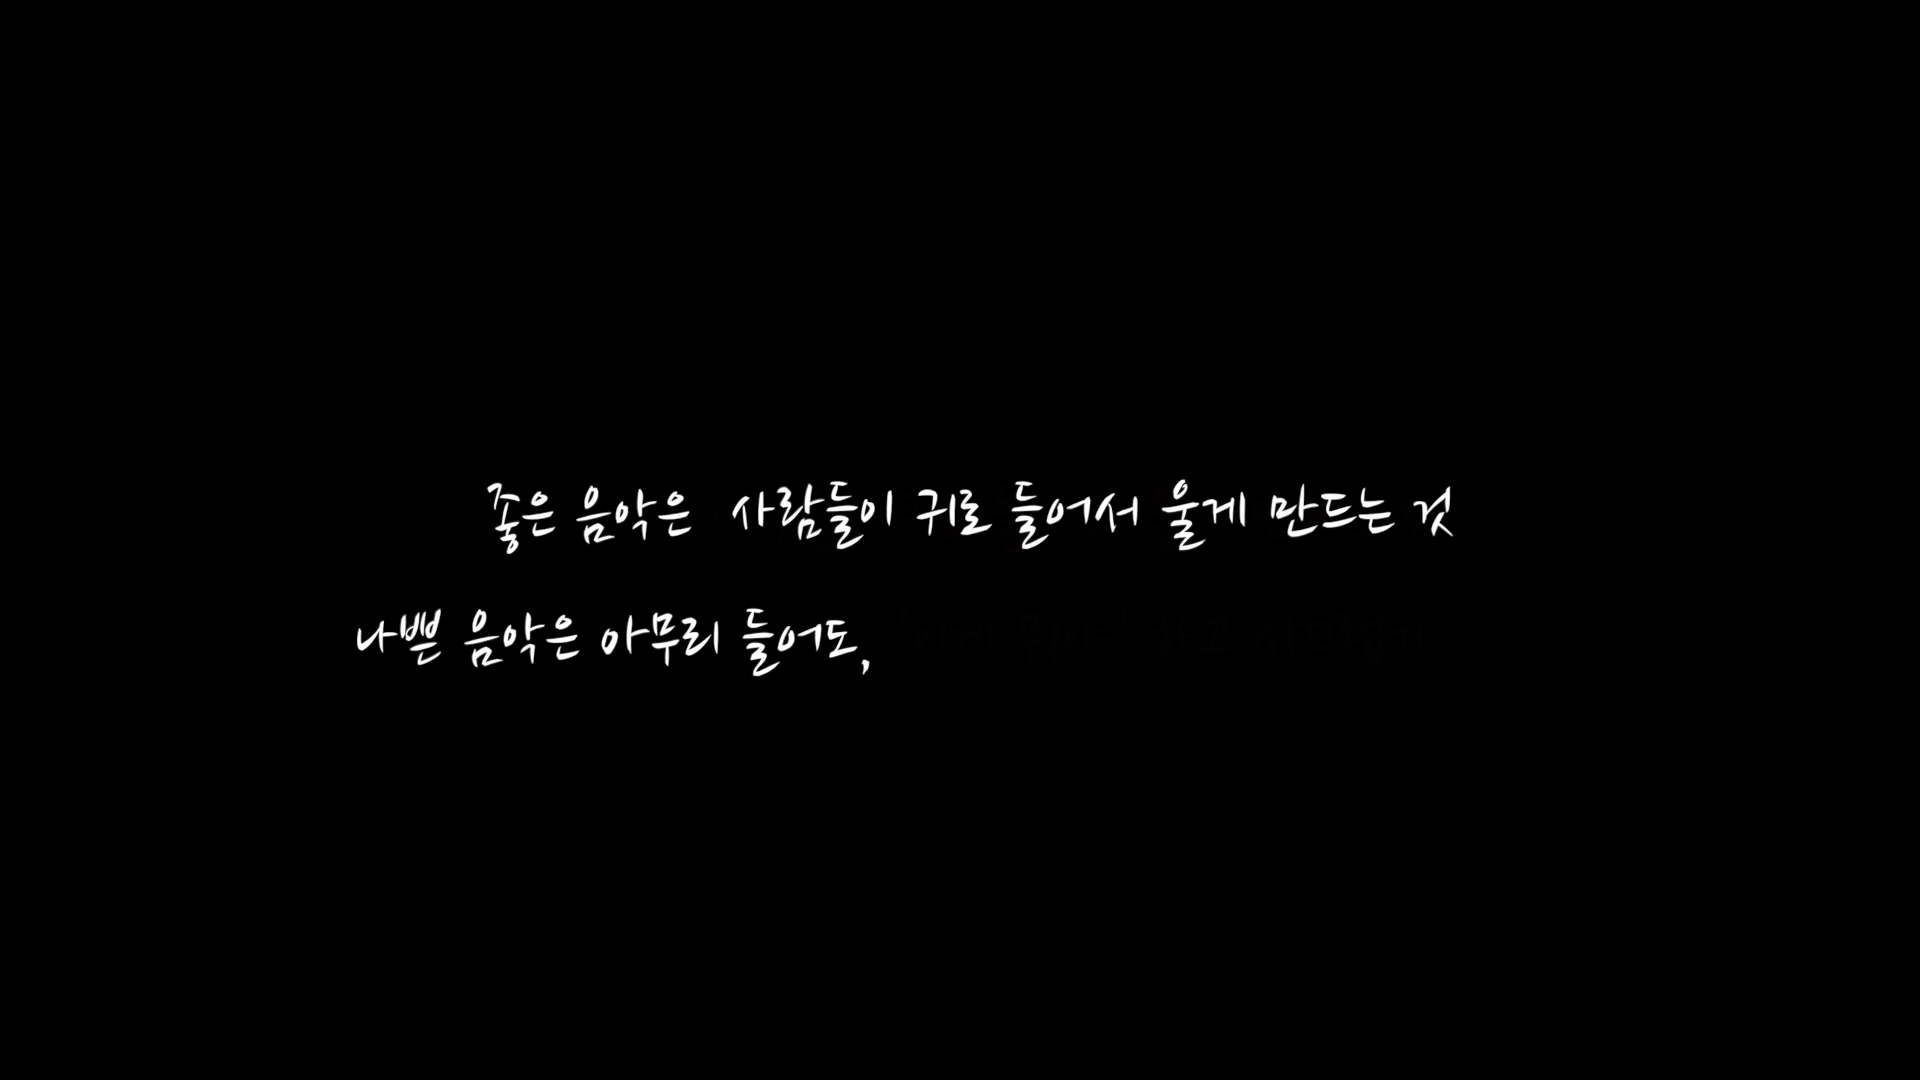 좋은 음악은 사람들이 귀로 들어서 울게 만드는 것
나쁜 음악은 아무리 들어도,